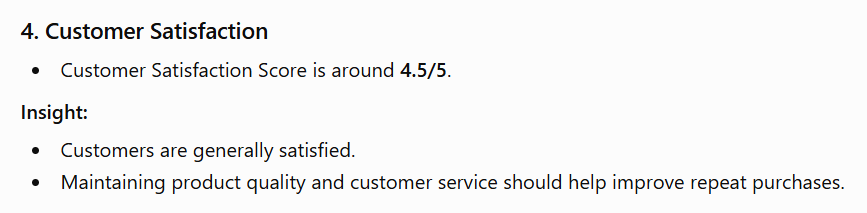 4. Customer Satisfaction
• Customer Satisfaction Score is around 4.5/5.
Insight:
• Customers are generally satisfied.
• Maintaining product quality and customer service should help improve repeat purchases.